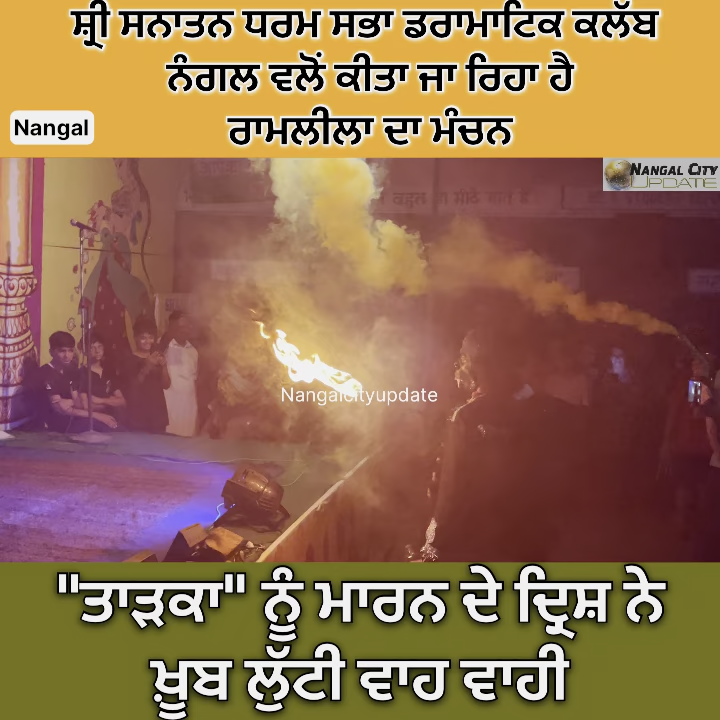 ਸ਼੍ਰੀ ਸਨਾਤਨ ਧਰਮ ਸਭਾ ਡਰਾਮਾਟਿਕ ਕਲੱਬ
ਨੰਗਲ ਵਲੋਂ ਕੀਤਾ ਜਾ ਰਿਹਾ ਹੈ
Nangal
ਰਾਮਲੀਲਾ ਦਾ ਮੰਚਨ
NANGAL CITY
UPDATE
Nangalcityupdate
"ਤਾੜਕਾ" ਨੂੰ ਮਾਰਨ ਦੇ ਦ੍ਰਿਸ਼ ਨੇ
ਖ਼ੂਬ ਲੁੱਟੀ ਵਾਹ ਵਾਹੀ